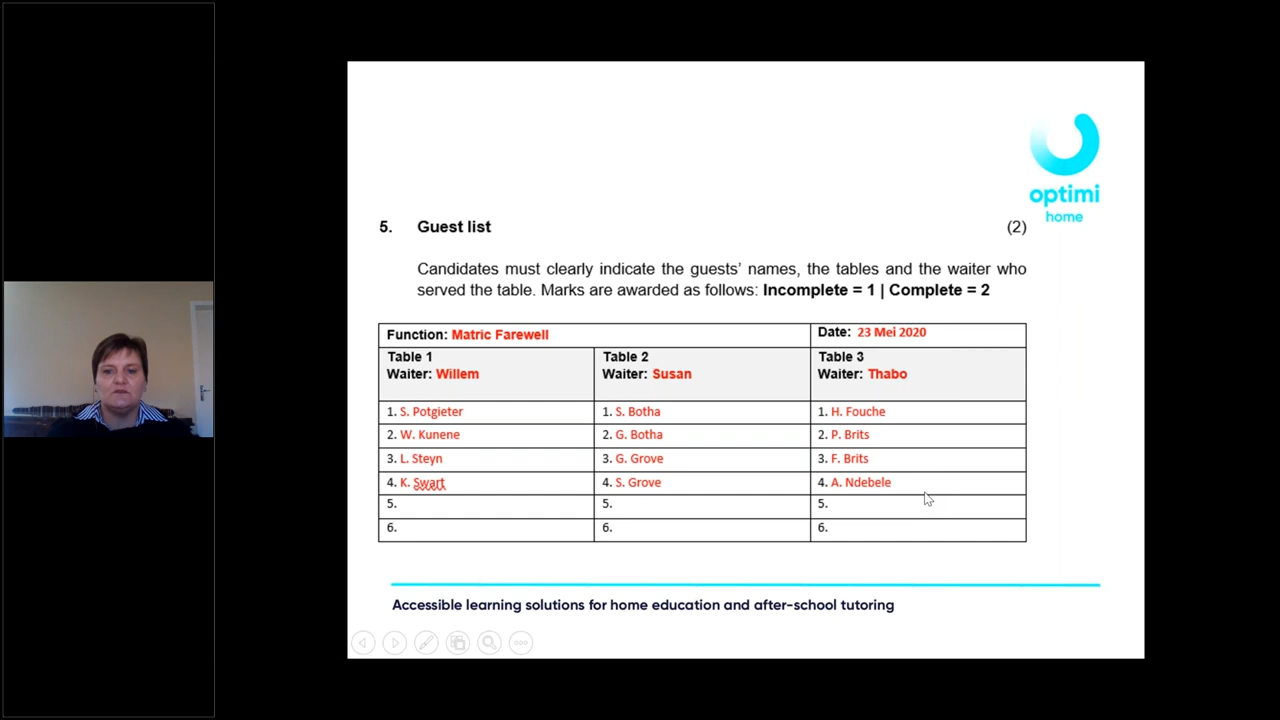 optimi
home
5. Guest list (2)
Candidates must clearly indicate the guests' names, the tables and the waiter who
served the table. Marks are awarded as follows: Incomplete = 1 | Complete = 2
Function: Matric Farewell Date: 23 Mei 2020
Table 1 Table 2 Table 3
Waiter: Willem Waiter: Susan Waiter: Thabo
1. S. Potgieter 1. S. Botha 1. H. Fouche
2. W. Kunene 2. G. Botha 2. P. Brits
3. L. Steyn 3. G. Grove 3. F. Brits
4. K. Swart 4. S. Grove 4. A. Ndebele
5. 5. 5.
6. 6. 6.
Accessible learning solutions for home education and after-school tutoring